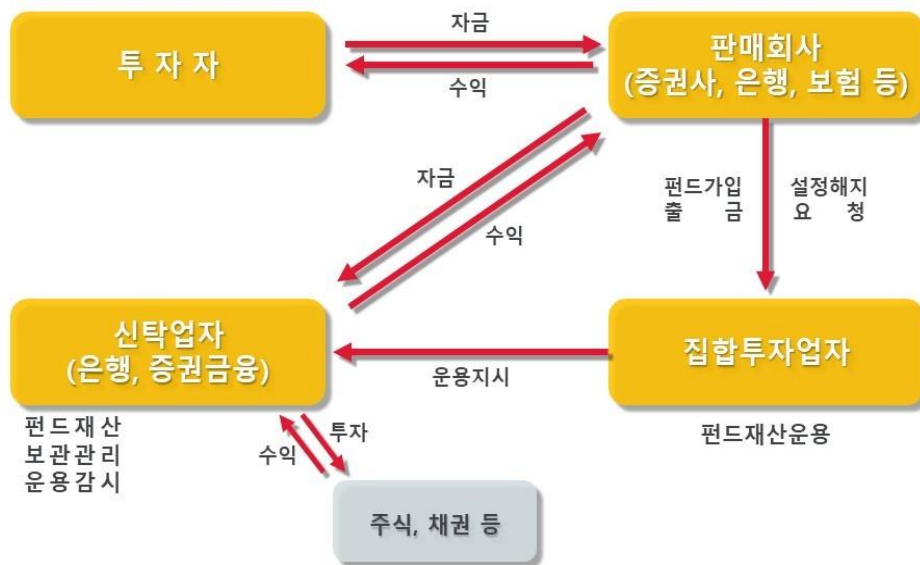 자금
투 자 자
판매회사
(증권사, 은행, 보험 등)
수익
자금
수익
펀드가입
출 금
설정해지
요 청
신탁업자
(은행, 증권금융)
집합투자업자
운용지시
펀드재산
보관관리
운용감시
펀드재산운용
투자
수익
주식, 채권 등